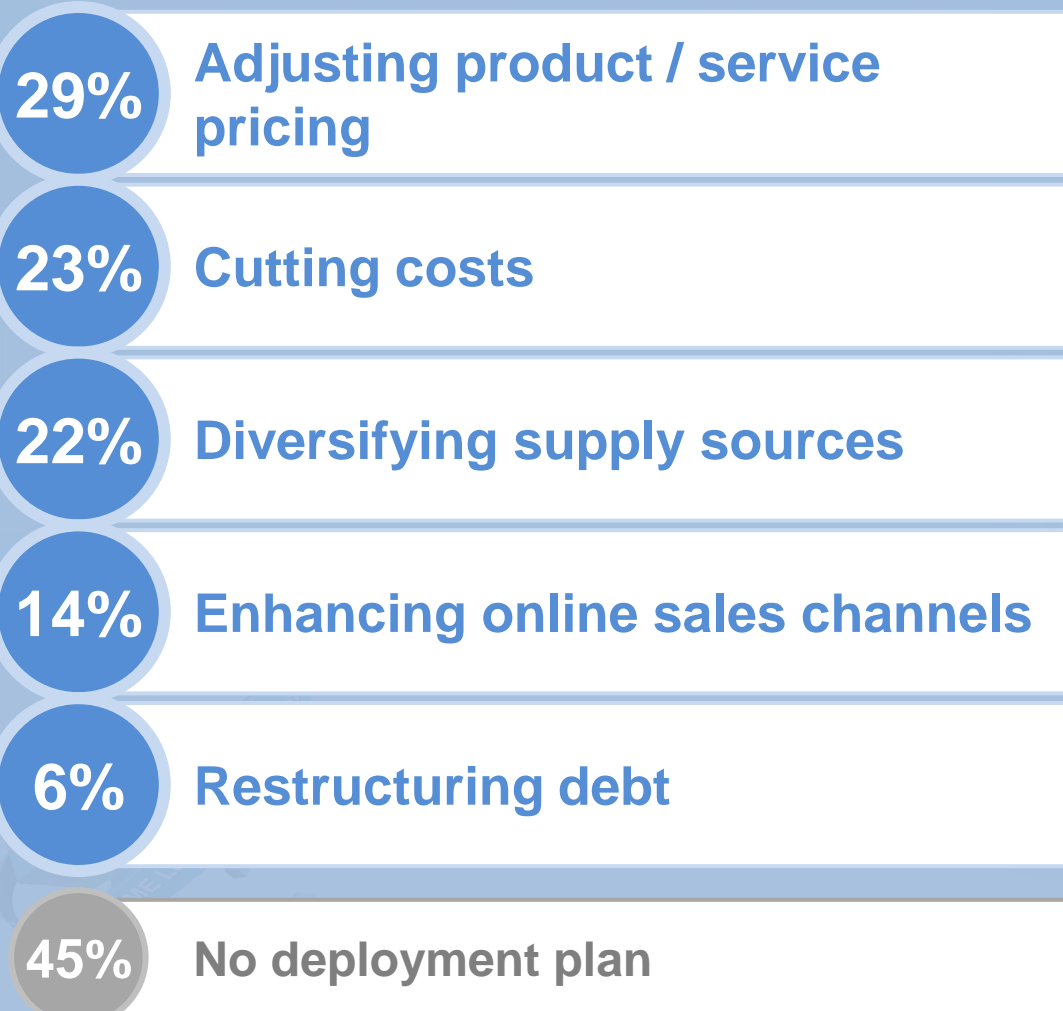 29%
Adjusting product / service
pricing
23%
Cutting costs
22%
Diversifying supply sources
14%
Enhancing online sales channels
6%
Restructuring debt
45%
No deployment plan